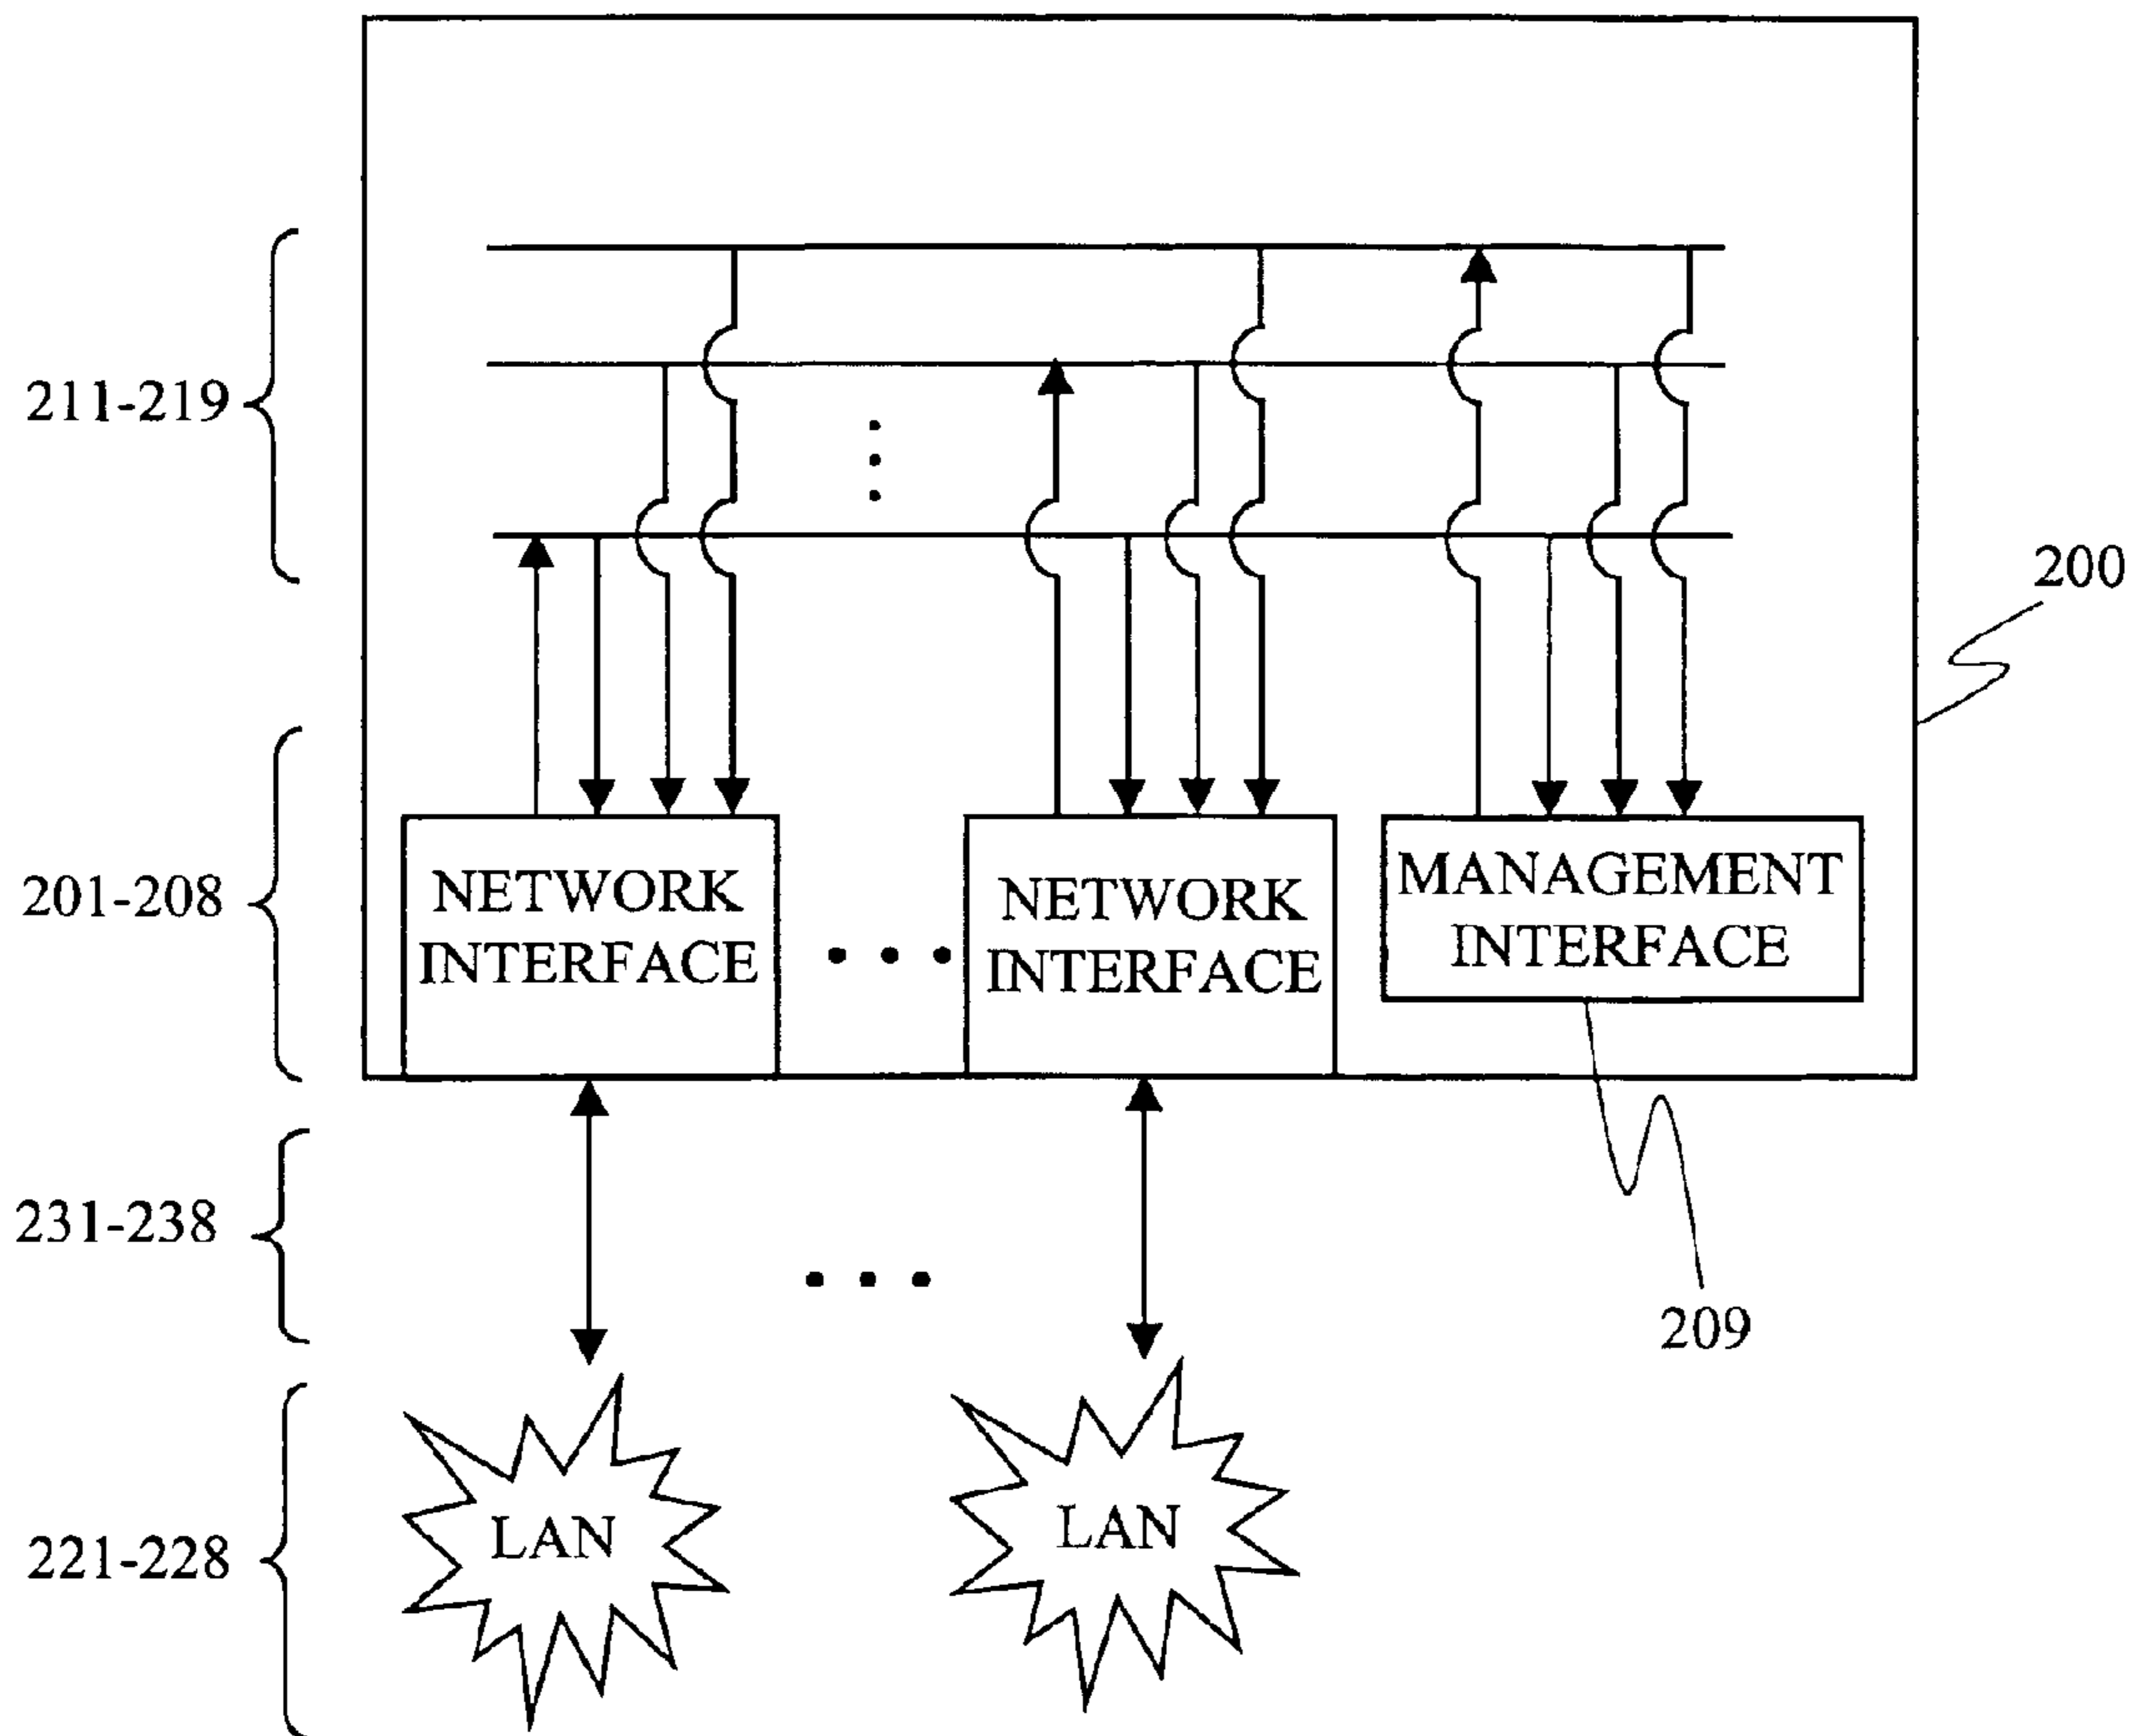 211-219
200
201-208
NETWORK
INTERFACE
NETWORK
INTERFACE
MANAGEMENT
INTERFACE
231-238
209
221-228
LAN
LAN